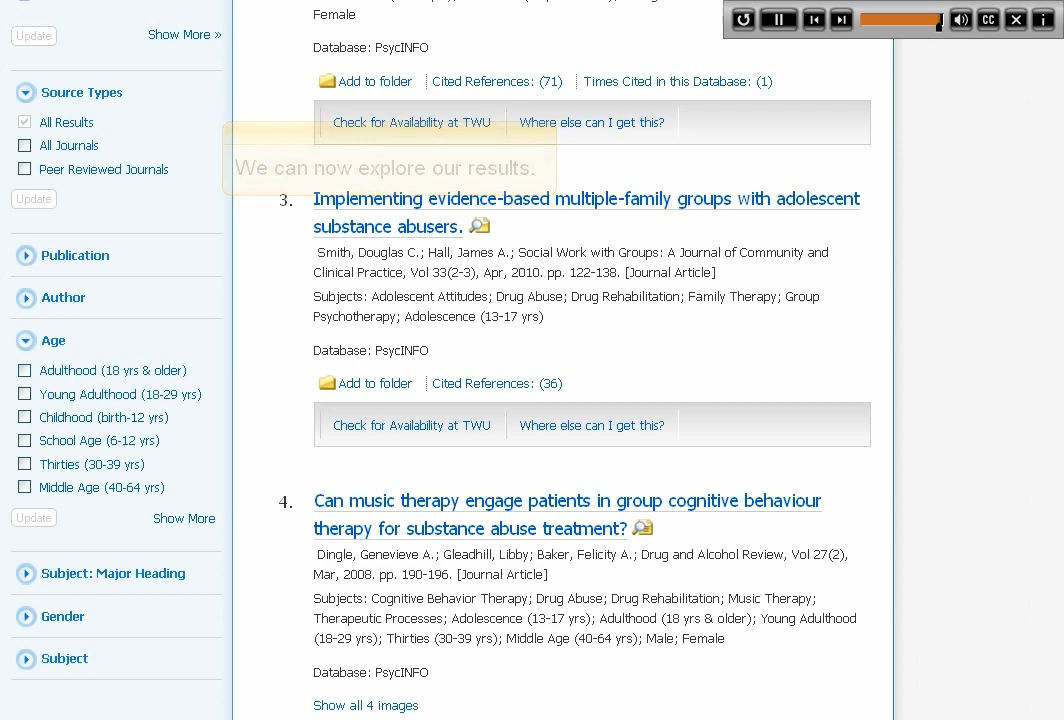 Female
Database: PsycINFO
Update
Show More »
Add to folder
Cited References: (71)
Times Cited in this Database: (1)
Source Types
All Results
All Journals
Peer Reviewed Journals
Update
Check for Availability at TWU
Where else can I get this?
We can now explore our results.
3. Implementing evidence-based multiple-family groups with adolescent
substance abusers.
Smith, Douglas C.; Hall, James A.; Social Work with Groups: A Journal of Community and
Clinical Practice, Vol 33(2-3), Apr, 2010. pp. 122-138. [Journal Article]
Subjects: Adolescent Attitudes; Drug Abuse; Drug Rehabilitation; Family Therapy; Group
Psychotherapy; Adolescence (13-17 yrs)
Database: PsycINFO
Add to folder
Cited References: (36)
Check for Availability at TWU
Where else can I get this?
Publication
Author
Age
Adulthood (18 yrs & older)
Young Adulthood (18-29 yrs)
Childhood (birth-12 yrs)
School Age (6-12 yrs)
Thirties (30-39 yrs)
Middle Age (40-64 yrs)
Update
Show More
Subject: Major Heading
Gender
Subject
4. Can music therapy engage patients in group cognitive behaviour
therapy for substance abuse treatment?
Dingle, Genevieve A.; Gleadhill, Libby; Baker, Felicity A.; Drug and Alcohol Review, Vol 27(2),
Mar, 2008. pp. 190-196. [Journal Article]
Subjects: Cognitive Behavior Therapy; Drug Abuse; Drug Rehabilitation; Music Therapy;
Therapeutic Processes; Adolescence (13-17 yrs); Adulthood (18 yrs & older); Young Adulthood
(18-29 yrs); Thirties (30-39 yrs); Middle Age (40-64 yrs); Male; Female
Database: PsycINFO
Show all 4 images
CC
i